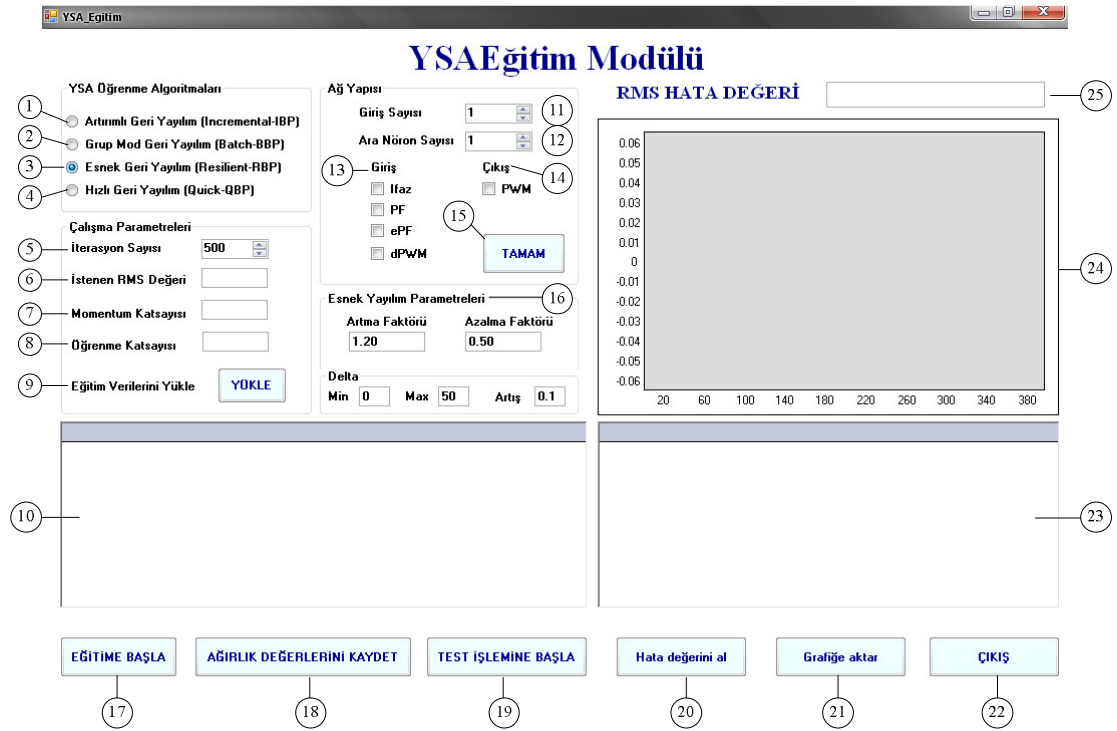 YSA_Egitim
YSAEğitim Modülü
YSA Öğrenme Algoritmaları
1
Artırımlı Geri Yayılım (Incremental-IBP)
2
Grup Mod Geri Yayılım (Batch-BBP)
3
Esnek Geri Yayılım (Resilient-RBP)
4
Hızlı Geri Yayılım (Quick-QBP)
Çalışma Parametreleri
5
İterasyon Sayısı 500
6
İstenen RMS Değeri
7
Momentum Katsayısı
8
Öğrenme Katsayısı
9
Eğitim Verilerini Yükle YÜKLE
Ağ Yapısı
Giriş Sayısı 1
11
Ara Nöron Sayısı 1
12
13
Giriş
Çıkış
14
Ifaz
PWM
PF
15
ePF
dPWM
TAMAM
Esnek Yayılım Parametreleri
16
Artma Faktörü Azalma Faktörü
1.20 0.50
Delta
Min 0 Max 50 Artış 0.1
RMS HATA DEĞERİ
25
0.06
0.05
0.04
0.03
0.02
0.01
0
-0.01
-0.02
-0.03
-0.04
-0.05
-0.06
20 60 100 140 180 220 260 300 340 380
24
10
23
EĞİTİME BAŞLA
AĞIRLIK DEĞERLERİNİ KAYDET
TEST İŞLEMİNE BAŞLA
Hata değerini al
Grafiğe aktar
ÇIKIŞ
17
18
19
20
21
22